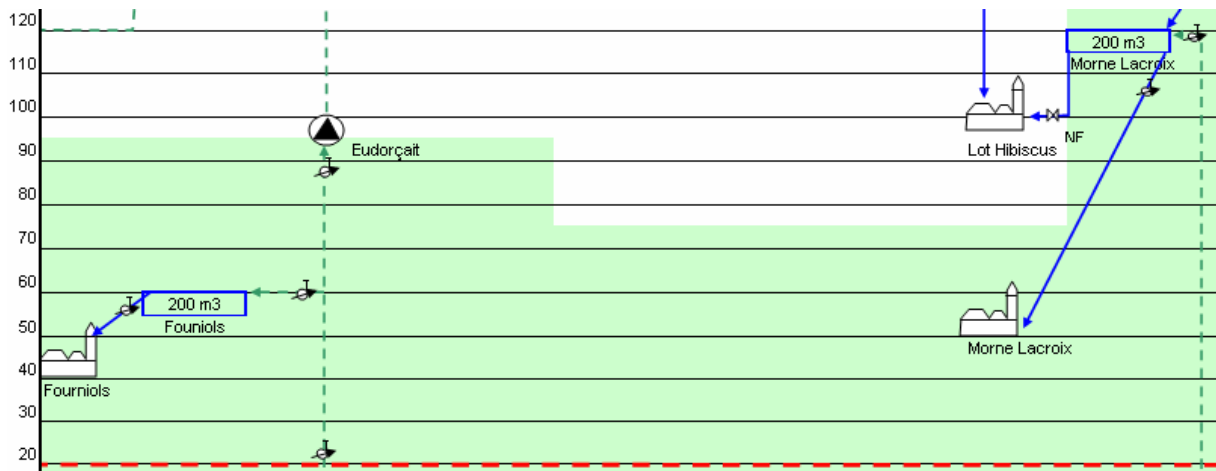 120
200 m3
110
Morne Lacroix
100
NF
90
Eudorçait
Lot Hibiscus
80
70
60
200 m3
Founiols
50
Morne Lacroix
40
Fourniols
30
20